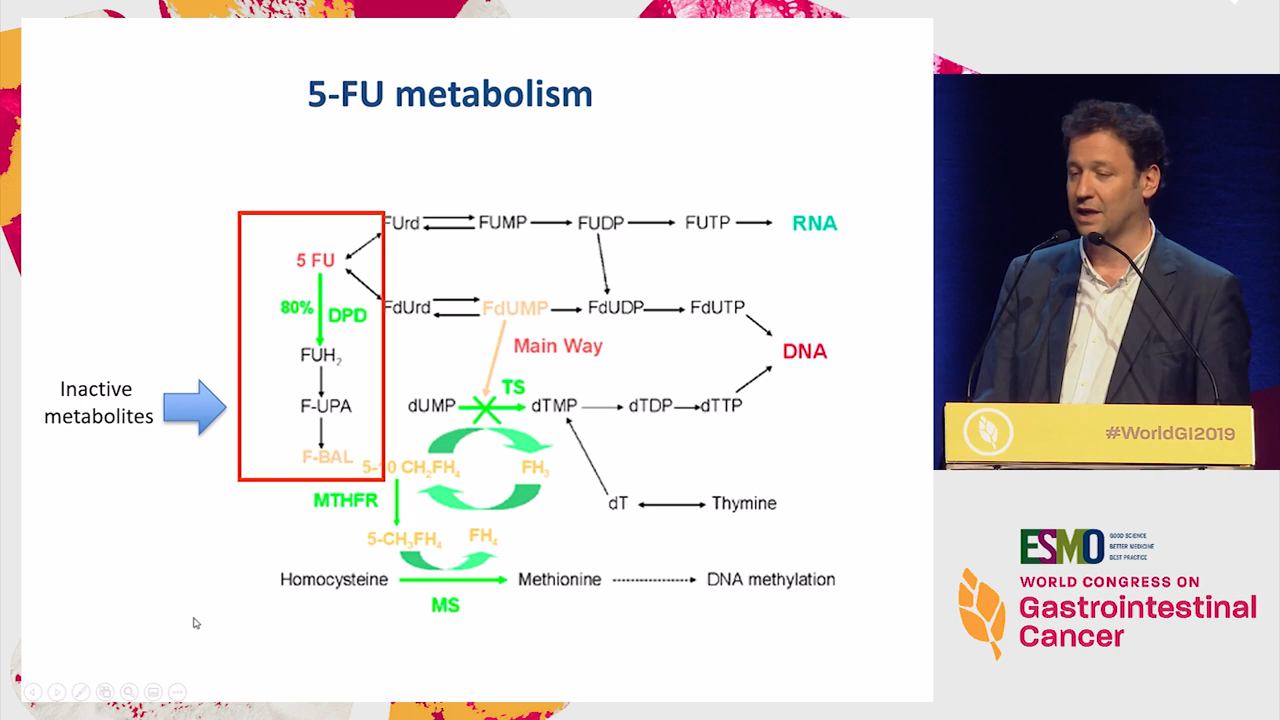 5-FU metabolism
FUrd FUMP FUDP FUTP RNA
5 FU
80% DPD
FdUrd FdUMP FdUDP FdUTP
Main Way
DNA
FUH2
TS
Inactive
metabolites
F-UPA
dUMP dTMP dTDP dTTP
F-BAL
5-10 CH2FH4 FH3
MTHFR
dT Thymine
5-CH3FH4 FH4
Homocysteine Methionine DNA methylation
MS
#WorldGI2019
ESMO
GOOD SCIENCE
BETTER MEDICINE
BEST PRACTICE
WORLD CONGRESS ON
Gastrointestinal
Cancer